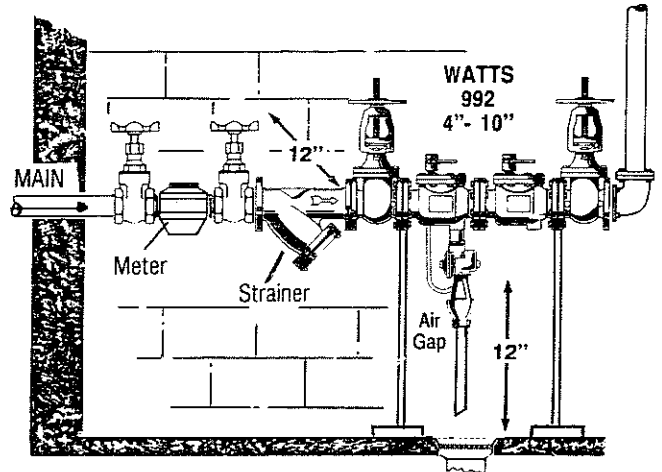 WATTS
992
4"- 10"
12"
MAIN
Meter
Strainer
Air
Gap
12"